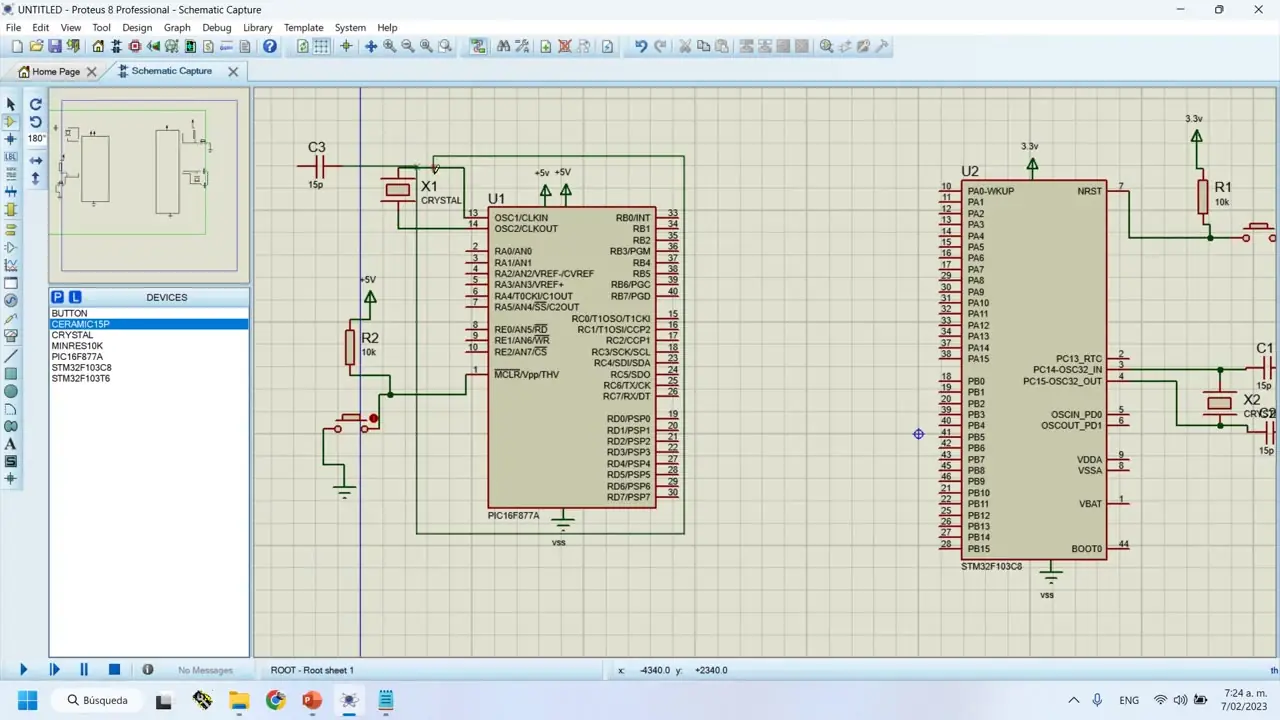 UNTITLED - Proteus 8 Professional - Schematic Capture
File Edit View Tool Design Graph Debug Library Template System Help
Home Page
Schematic Capture
180°
P L DEVICES
BUTTON
CERAMIC15P
CRYSTAL
MINRES10K
PIC16F877A
STM32F103C8
STM32F103T6
C3
15p
X1
CRYSTAL
+5v +5V
U1
13 OSC1/CLKIN
14 OSC2/CLKOUT
2 RA0/AN0
3 RA1/AN1
4 RA2/AN2/VREF-/CVREF
5 RA3/AN3/VREF+
6 RA4/T0CKI/C1OUT
7 RA5/AN4/SS/C2OUT
8 RE0/AN5/RD
9 RE1/AN6/WR
10 RE2/AN7/CS
1 MCLR/Vpp/THV
RB0/INT 33
RB1 34
RB2 35
RB3/PGM 36
RB4 37
RB5 38
RB6/PGC 39
RB7/PGD 40
RC0/T1OSO/T1CKI 15
RC1/T1OSI/CCP2 16
RC2/CCP1 17
RC3/SCK/SCL 18
RC4/SDI/SDA 23
RC5/SDO 24
RC6/TX/CK 25
RC7/RX/DT 26
RD0/PSP0 19
RD1/PSP1 20
RD2/PSP2 21
RD3/PSP3 22
RD4/PSP4 27
RD5/PSP5 28
RD6/PSP6 29
RD7/PSP7 30
PIC16F877A
vss
+5V
R2
10k
U2
3.3v
10 PA0-WKUP
11 PA1
12 PA2
13 PA3
14 PA4
15 PA5
16 PA6
17 PA7
29 PA8
30 PA9
31 PA10
32 PA11
33 PA12
34 PA13
37 PA14
38 PA15
18 PB0
19 PB1
20 PB2
39 PB3
40 PB4
41 PB5
42 PB6
43 PB7
45 PB8
46 PB9
21 PB10
22 PB11
25 PB12
26 PB13
27 PB14
28 PB15
NRST 7
PC13_RTC 2
PC14-OSC32_IN 3
PC15-OSC32_OUT 4
OSCIN_PD0 5
OSCOUT_PD1 6
VDDA 9
VSSA 8
VBAT 1
BOOT0 44
STM32F103C8
vss
3.3v
R1
10k
C1
15p
X2
C2
15p
No Messages
ROOT - Root sheet 1
x: -4340.0 y: +2340.0
th
Búsqueda
ENG
7:24 a. m.
7/02/2023